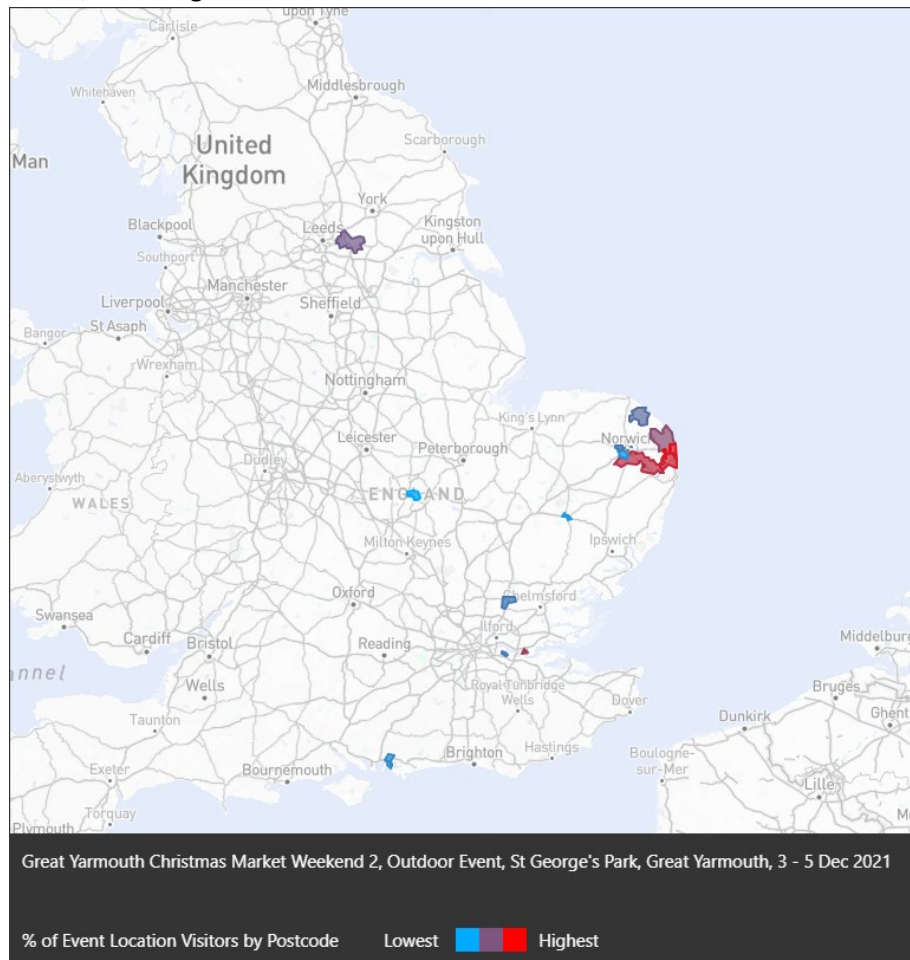 upon Tyne
Carlisle
Whitehaven
Middlesbrough
Scarborough
United
Kingdom
Man
York
Blackpool
Leeds
Kingston
upon Hull
Southport
Manchester
Liverpool
Sheffield
Bangor
St Asaph
Wrexham
Nottingham
King's Lynn
Norwich
Leicester
Peterborough
Dudley
Aberystwyth
ENGLAND
WALES
Milton Keynes
Ipswich
Oxford
Chelmsford
Swansea
Ilford
Cardiff
Bristol
Reading
Middelburg
annel
Royal Tunbridge
Wells
Wells
Dover
Bruges
Taunton
Dunkirk
Ghent
Brighton
Hastings
Boulogne-
sur-Mer
Exeter
Bournemouth
Lille
Torquay
Plymouth
Great Yarmouth Christmas Market Weekend 2, Outdoor Event, St George's Park, Great Yarmouth, 3 - 5 Dec 2021
% of Event Location Visitors by Postcode Lowest Highest